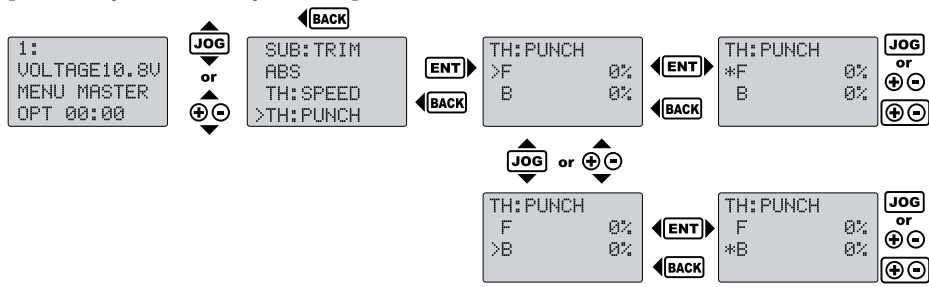 BACK
1:
VOLTAGE10.8V
MENU MASTER
OPT 00:00
JOG
or
SUB:TRIM
ABS
TH:SPEED
>TH:PUNCH
ENT
BACK
TH:PUNCH
>F 0%
B 0%
ENT
BACK
TH:PUNCH
*F 0%
B 0%
JOG
or
JOG or
TH:PUNCH
F 0%
>B 0%
ENT
BACK
TH:PUNCH
F 0%
*B 0%
JOG
or